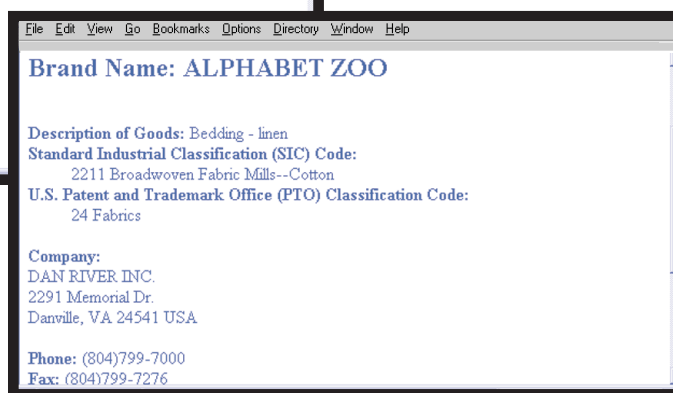 File Edit View Go Bookmarks Options Directory Window Help
Brand Name: ALPHABET ZOO
Description of Goods: Bedding - linen
Standard Industrial Classification (SIC) Code:
2211 Broadwoven Fabric Mills--Cotton
U.S. Patent and Trademark Office (PTO) Classification Code:
24 Fabrics
Company:
DAN RIVER INC.
2291 Memorial Dr.
Danville, VA 24541 USA
Phone: (804)799-7000
Fax: (804)799-7276